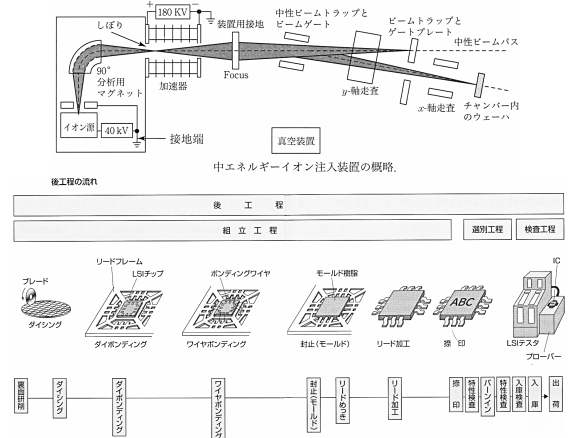 180 KV
しぼり
装置用接地
中性ビームトラップと
ビームゲート
ビームトラップと
ゲートプレート
中性ビームパス
90°
分析用
マグネット
加速器
Focus
y-軸走査
x-軸走査
チャンバー内
のウェーハ
イオン源
40 kV
接地端
真空装置
中エネルギーイオン注入装置の概略.
後工程の流れ
後 工 程
組 立 工 程
選別工程
検査工程
リードフレーム
LSIチップ
ブレード
ダイシング
ダイボンディング
ボンディングワイヤ
ワイヤボンディング
モールド樹脂
封止(モールド)
リード加工
ABC
捺 印
IC
LSIテスタ
プローバー
裏面研削
ダイシング
ダイボンディング
ワイヤボンディング
封止(モールド)
リードめっき
リード加工
捺印
特性検査
バーンイン
特性検査
入庫検査
入庫
出荷